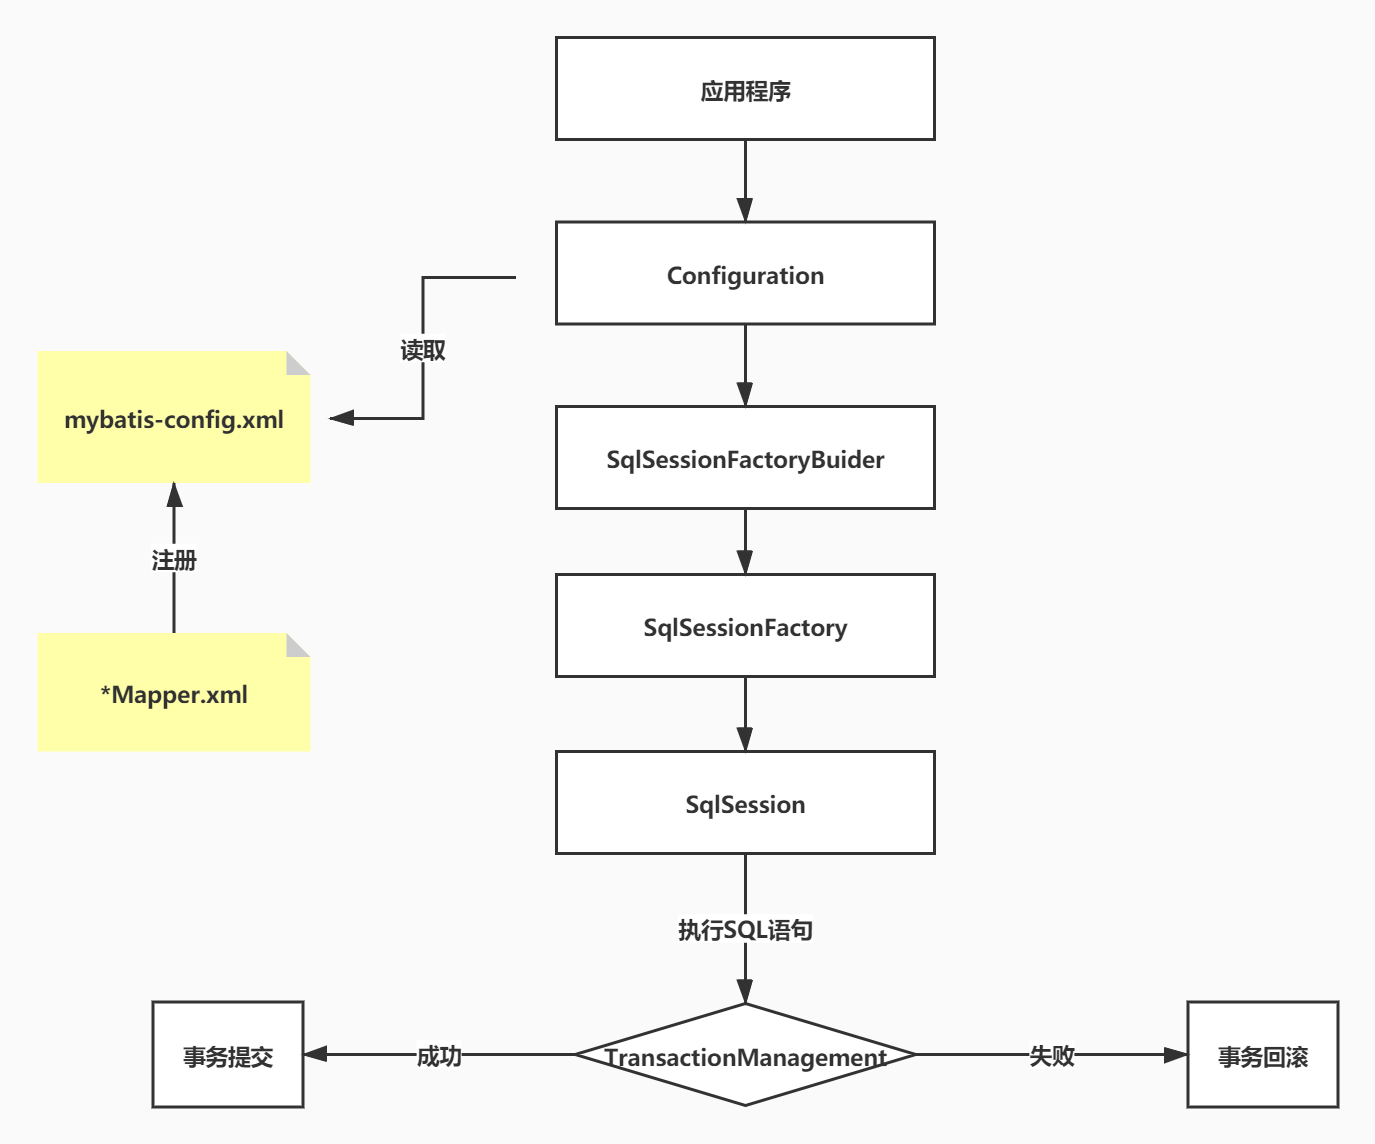 应用程序
Configuration
读取
mybatis-config.xml
SqlSessionFactoryBuider
注册
SqlSessionFactory
*Mapper.xml
SqlSession
执行SQL语句
事务提交
成功
TransactionManagement
失败
事务回滚